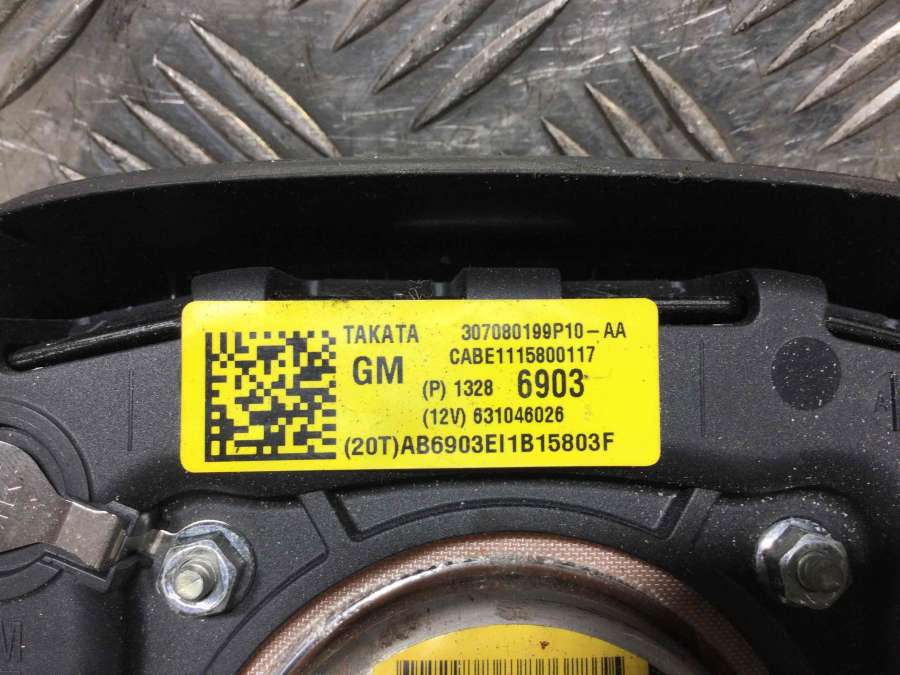 TAKATA 307080199P10-AA
CABE1115800117
GM
(P) 1328 6903
(12V) 631046026
(20T)AB6903EI1B15803F
M